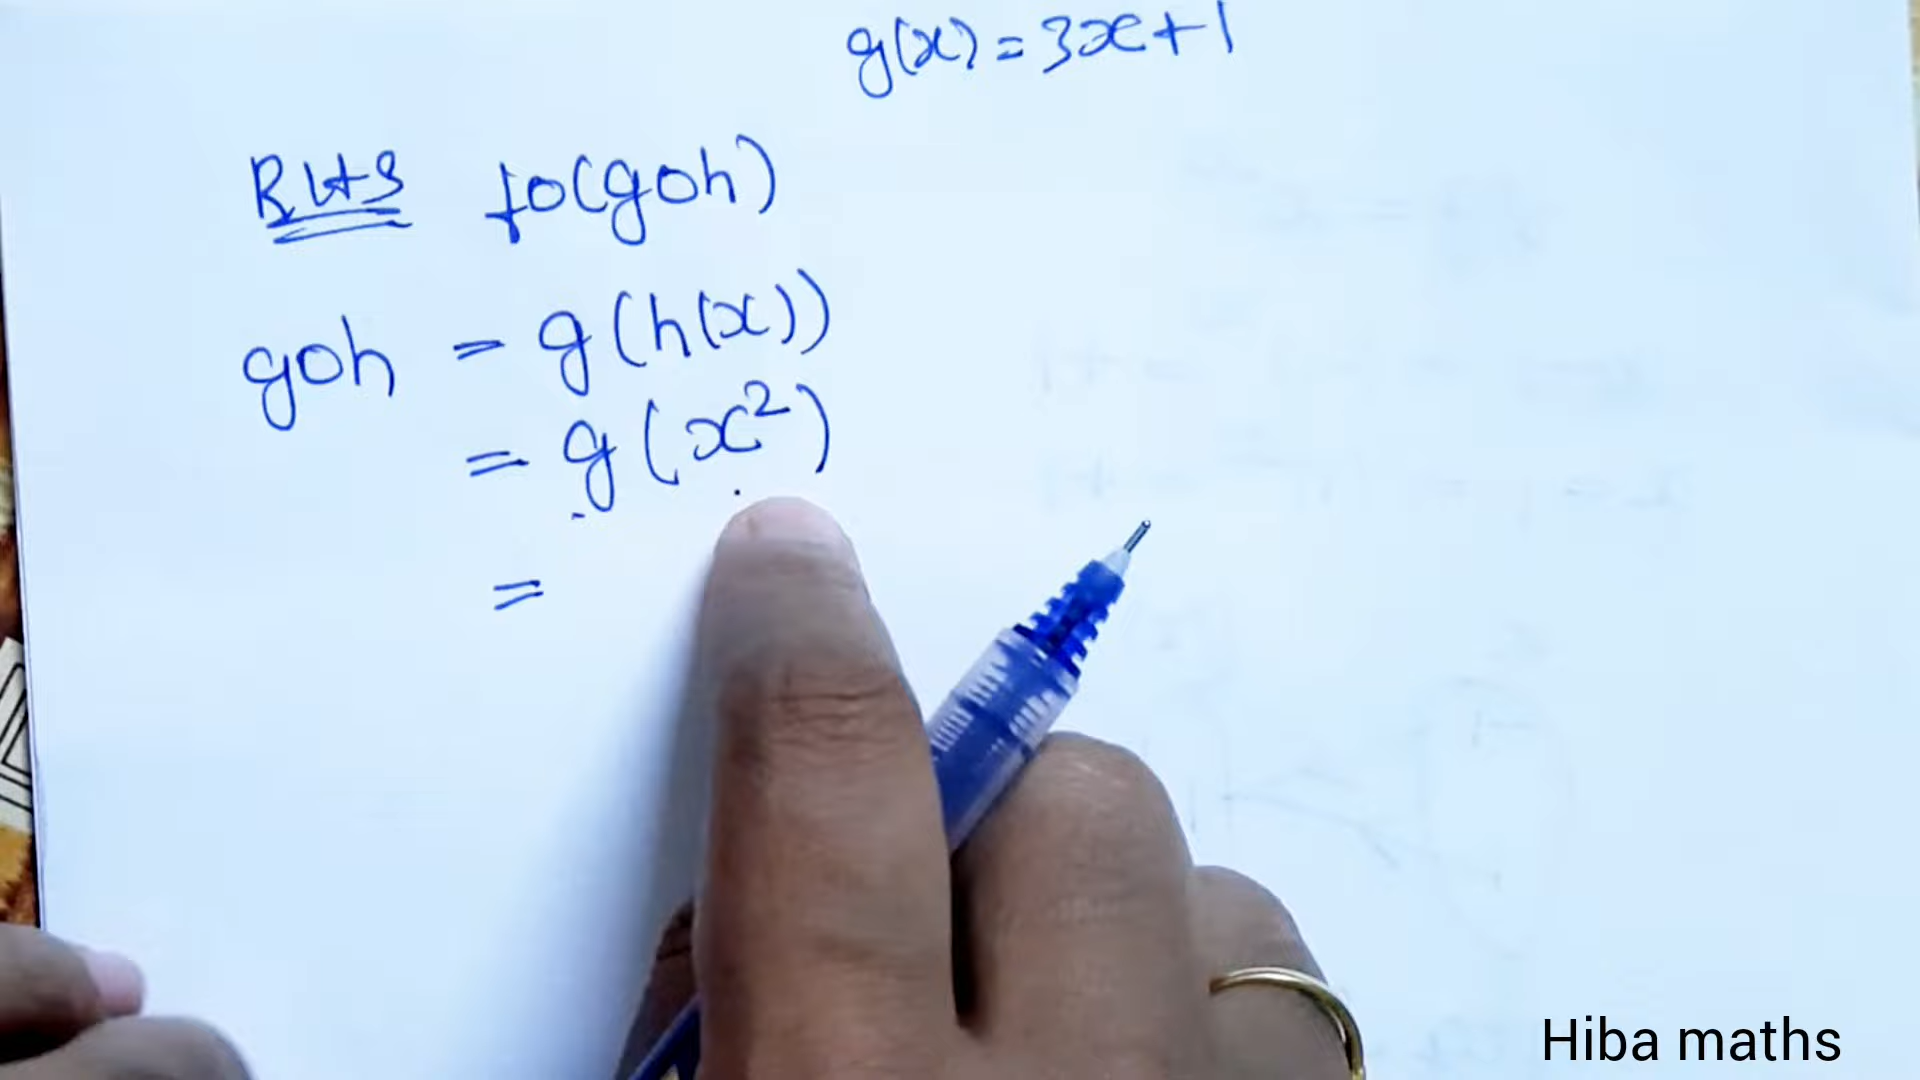 g(x) = 3x + 1
RHS fo(goh)
goh = g(h(x))
= g(x²)
=
Hiba maths